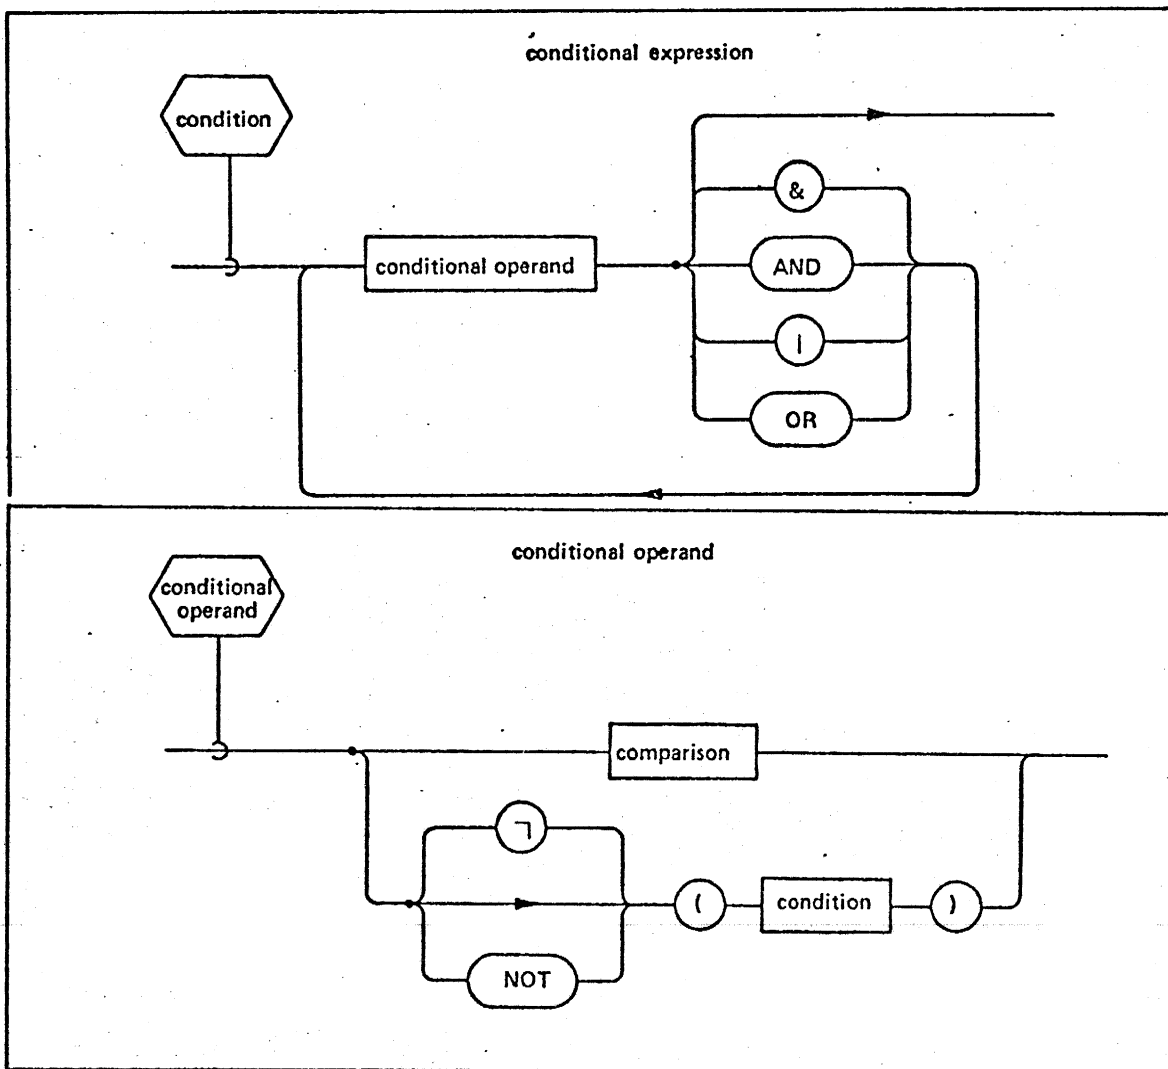 conditional expression
condition
&
conditional operand
AND
|
OR
conditional operand
conditional
operand
comparison
¬
(
condition
)
NOT